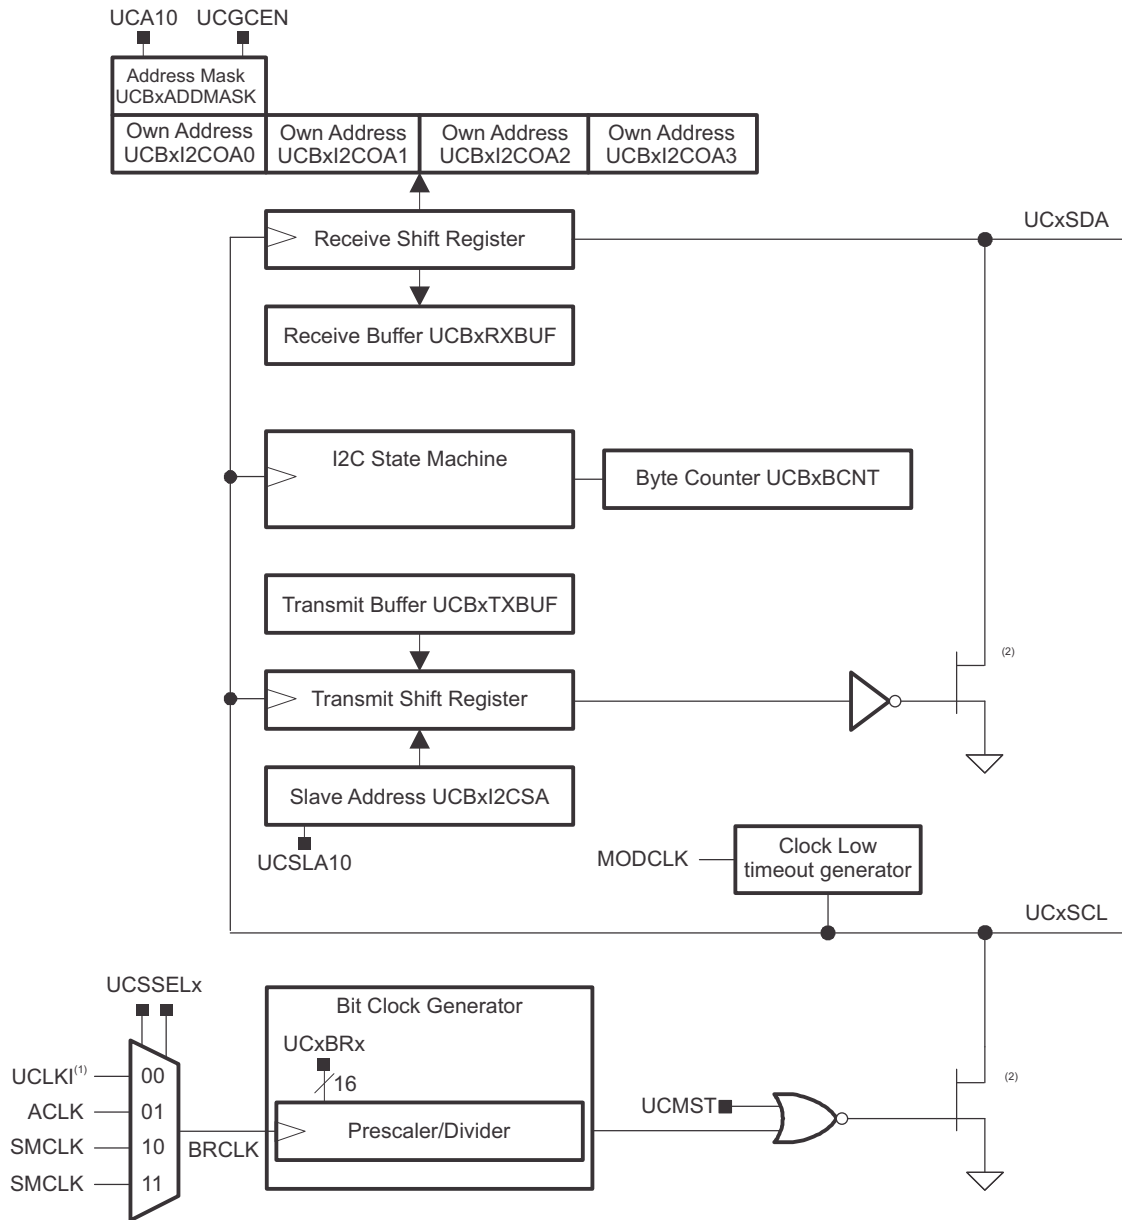 UCA10 UCGCEN
Address Mask
UCBxADDMASK
Own Address
UCBxI2COA0
Own Address
UCBxI2COA1
Own Address
UCBxI2COA2
Own Address
UCBxI2COA3
Receive Shift Register
UCxSDA
Receive Buffer UCBxRXBUF
I2C State Machine
Byte Counter UCBxBCNT
Transmit Buffer UCBxTXBUF
(2)
Transmit Shift Register
Slave Address UCBxI2CSA
UCSLA10
MODCLK
Clock Low
timeout generator
UCxSCL
UCSSELx
Bit Clock Generator
UCxBRx
16
UCLKI(1) 00
ACLK 01
SMCLK 10
SMCLK 11
BRCLK
Prescaler/Divider
UCMST
(2)